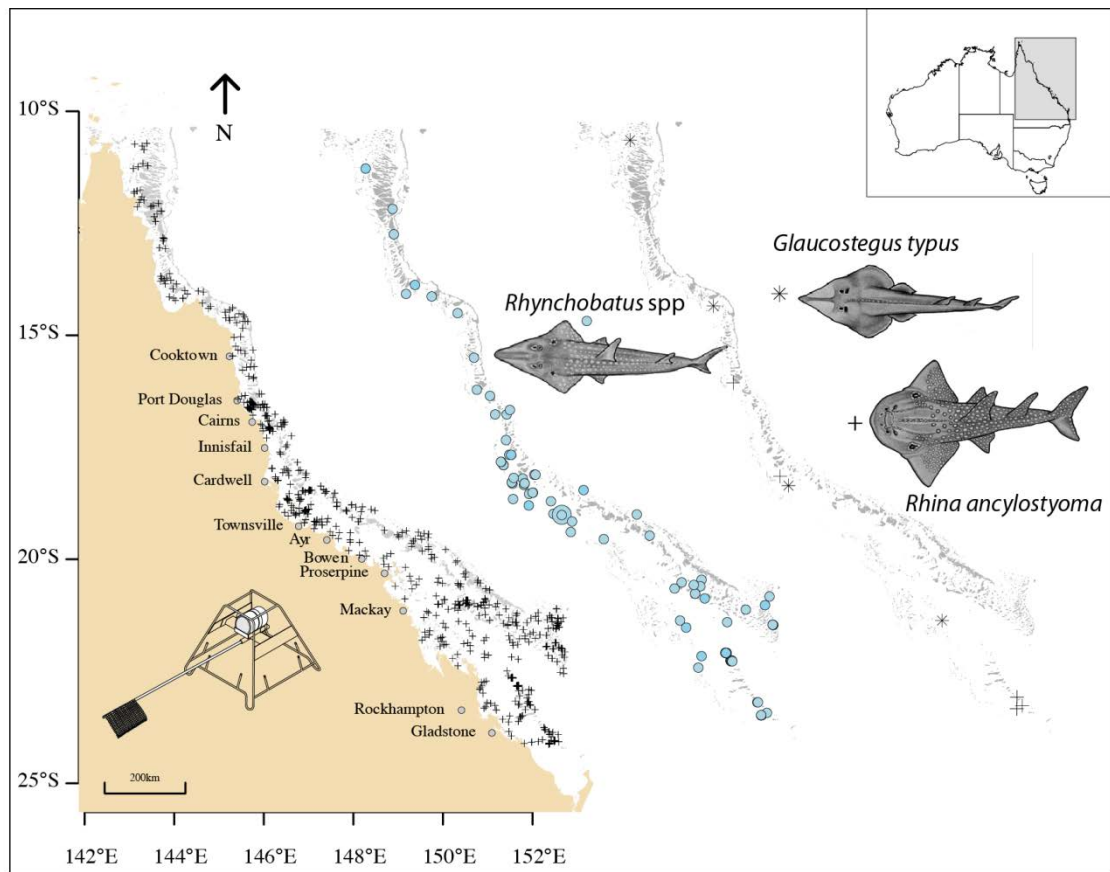 10°S
N
Glaucostegus typus
Rhynchobatus spp
15°S
Cooktown
Port Douglas
Cairns
Innisfail
Cardwell
Rhina ancylostyoma
Townsville
Ayr
20°S
Bowen
Proserpine
Mackay
Rockhampton
Gladstone
25°S
200km
142°E 144°E 146°E 148°E 150°E 152°E